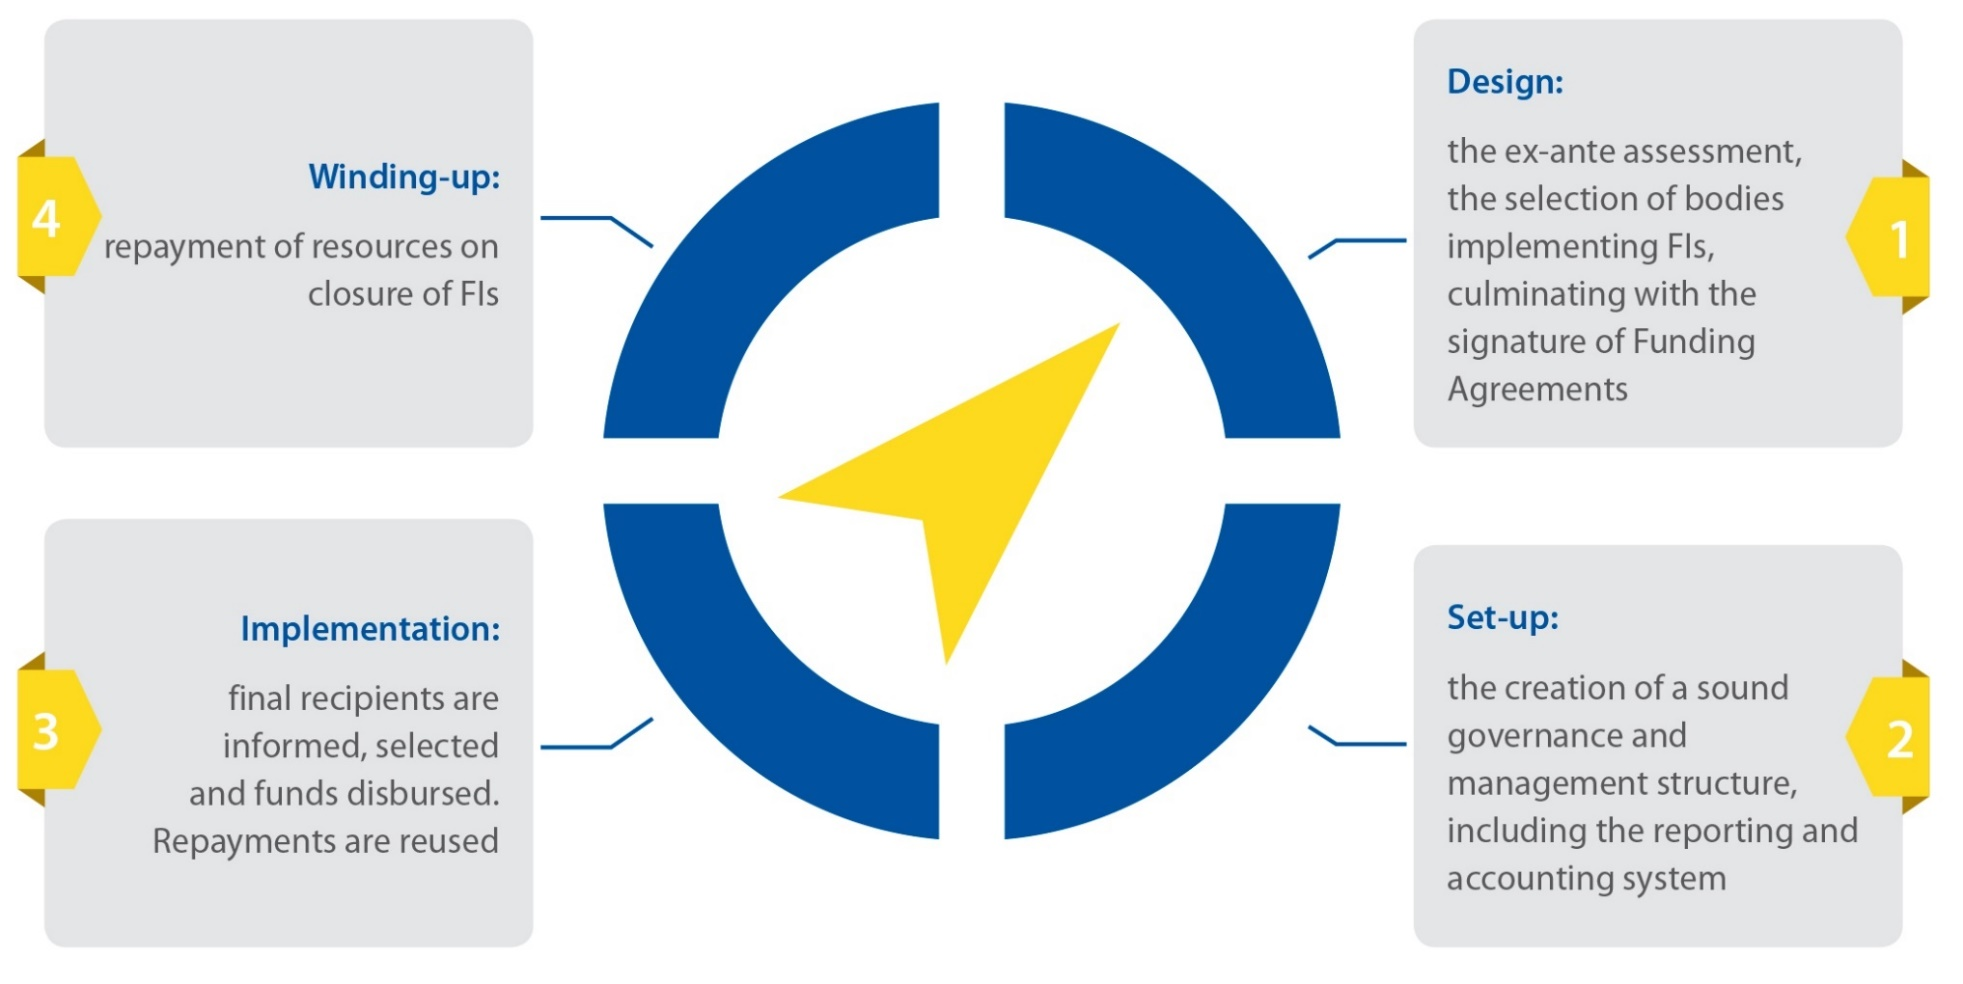 1
Design:
the ex-ante assessment,
the selection of bodies
implementing FIs,
culminating with the
signature of Funding
Agreements
2
Set-up:
the creation of a sound
governance and
management structure,
including the reporting and
accounting system
3
Implementation:
final recipients are
informed, selected
and funds disbursed.
Repayments are reused
4
Winding-up:
repayment of resources on
closure of FIs